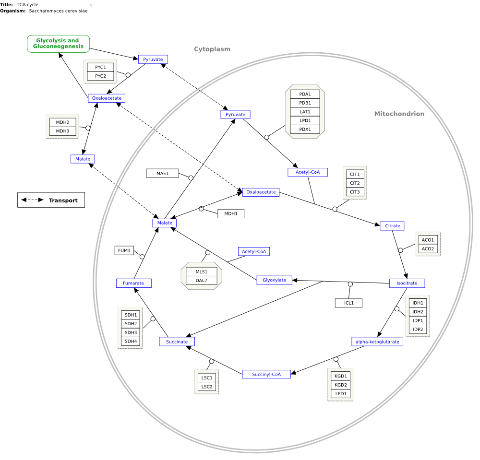 Title: TCA cycle
Organism: Saccharomyces cerevisiae
Glycolysis and
Gluconeogenesis
Cytoplasm
Pyruvate
PYC1
PYC2
Oxaloacetate
MDH2
MDH3
Malate
Transport
Mitochondrion
Pyruvate
PDA1
PDB1
LAT1
LPD1
PDX1
Acetyl-CoA
MAE1
Oxaloacetate
CIT1
CIT2
CIT3
MDH1
Malate
Citrate
ACO1
ACO2
FUM1
Acetyl-CoA
MLS1
DAL7
Glyoxylate
Isocitrate
Fumarate
ICL1
IDH1
IDH2
IDP1
IDP2
SDH1
SDH2
SDH3
SDH4
Succinate
alpha-ketoglutarate
LSC1
LSC2
Succinyl-CoA
KGD1
KGD2
LPD1